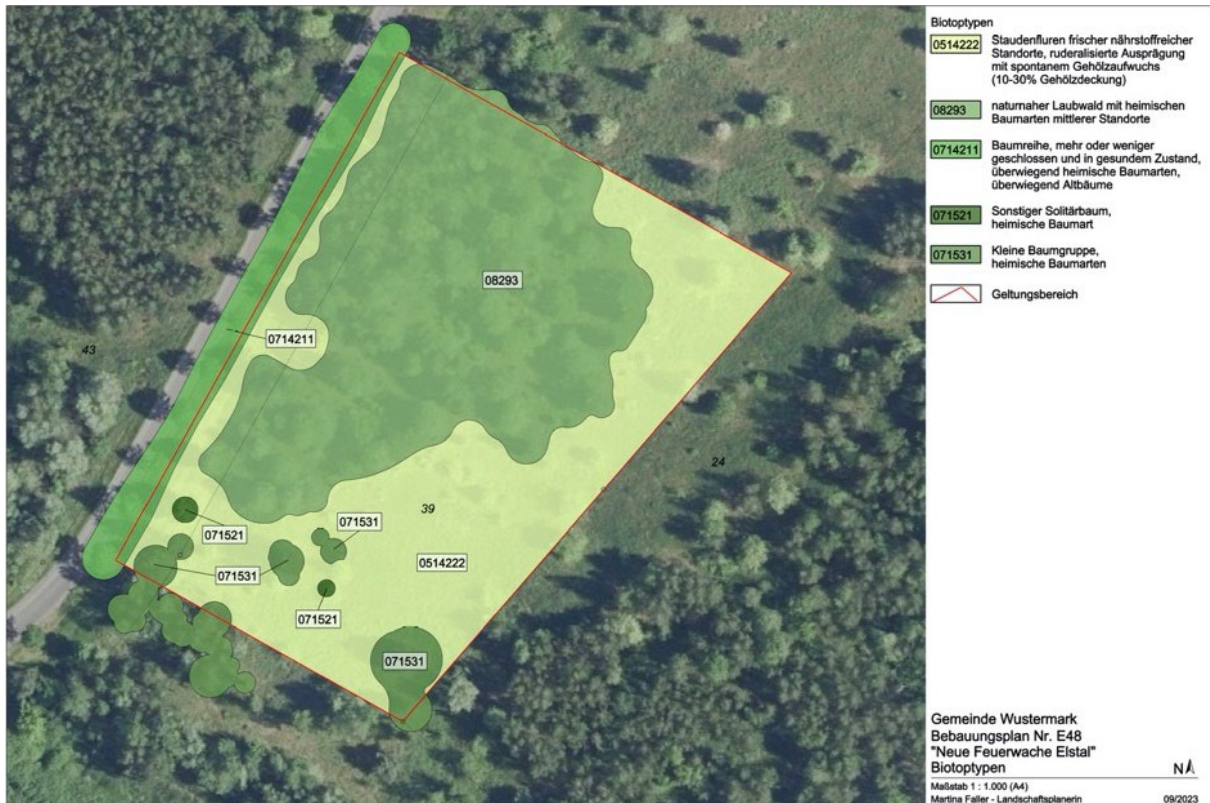 Biotoptypen
0514222 Staudenfluren frischer nährstoffreicher
Standorte, ruderalisierte Ausprägung
mit spontanem Gehölzaufwuchs
(10-30% Gehölzdeckung)
08293 naturnaher Laubwald mit heimischen
Baumarten mittlerer Standorte
0714211 Baumreihe, mehr oder weniger
geschlossen und in gesundem Zustand,
überwiegend heimische Baumarten,
überwiegend Altbäume
071521 Sonstiger Solitärbaum,
heimische Baumart
071531 Kleine Baumgruppe,
heimische Baumarten
Geltungsbereich
08293
0714211
43
24
39
071531
071521
0514222
071531
071521
071531
Gemeinde Wustermark
Bebauungsplan Nr. E48
"Neue Feuerwache Elstal"
Biotoptypen N
Maßstab 1 : 1.000 (A4)
Martina Faller - Landschaftsplanerin 09/2023